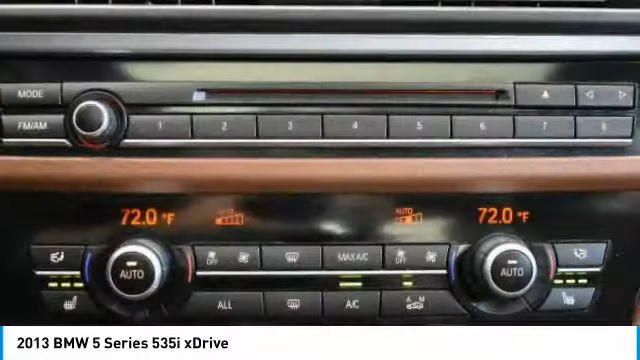 MODE
FM/AM
1 2 3 4 5 6 7 8
72.0 °F
AUTO
72.0 °F
OFF
MAX A/C
OFF
AUTO
AUTO
ALL
A/C
A M
2013 BMW 5 Series 535i xDrive